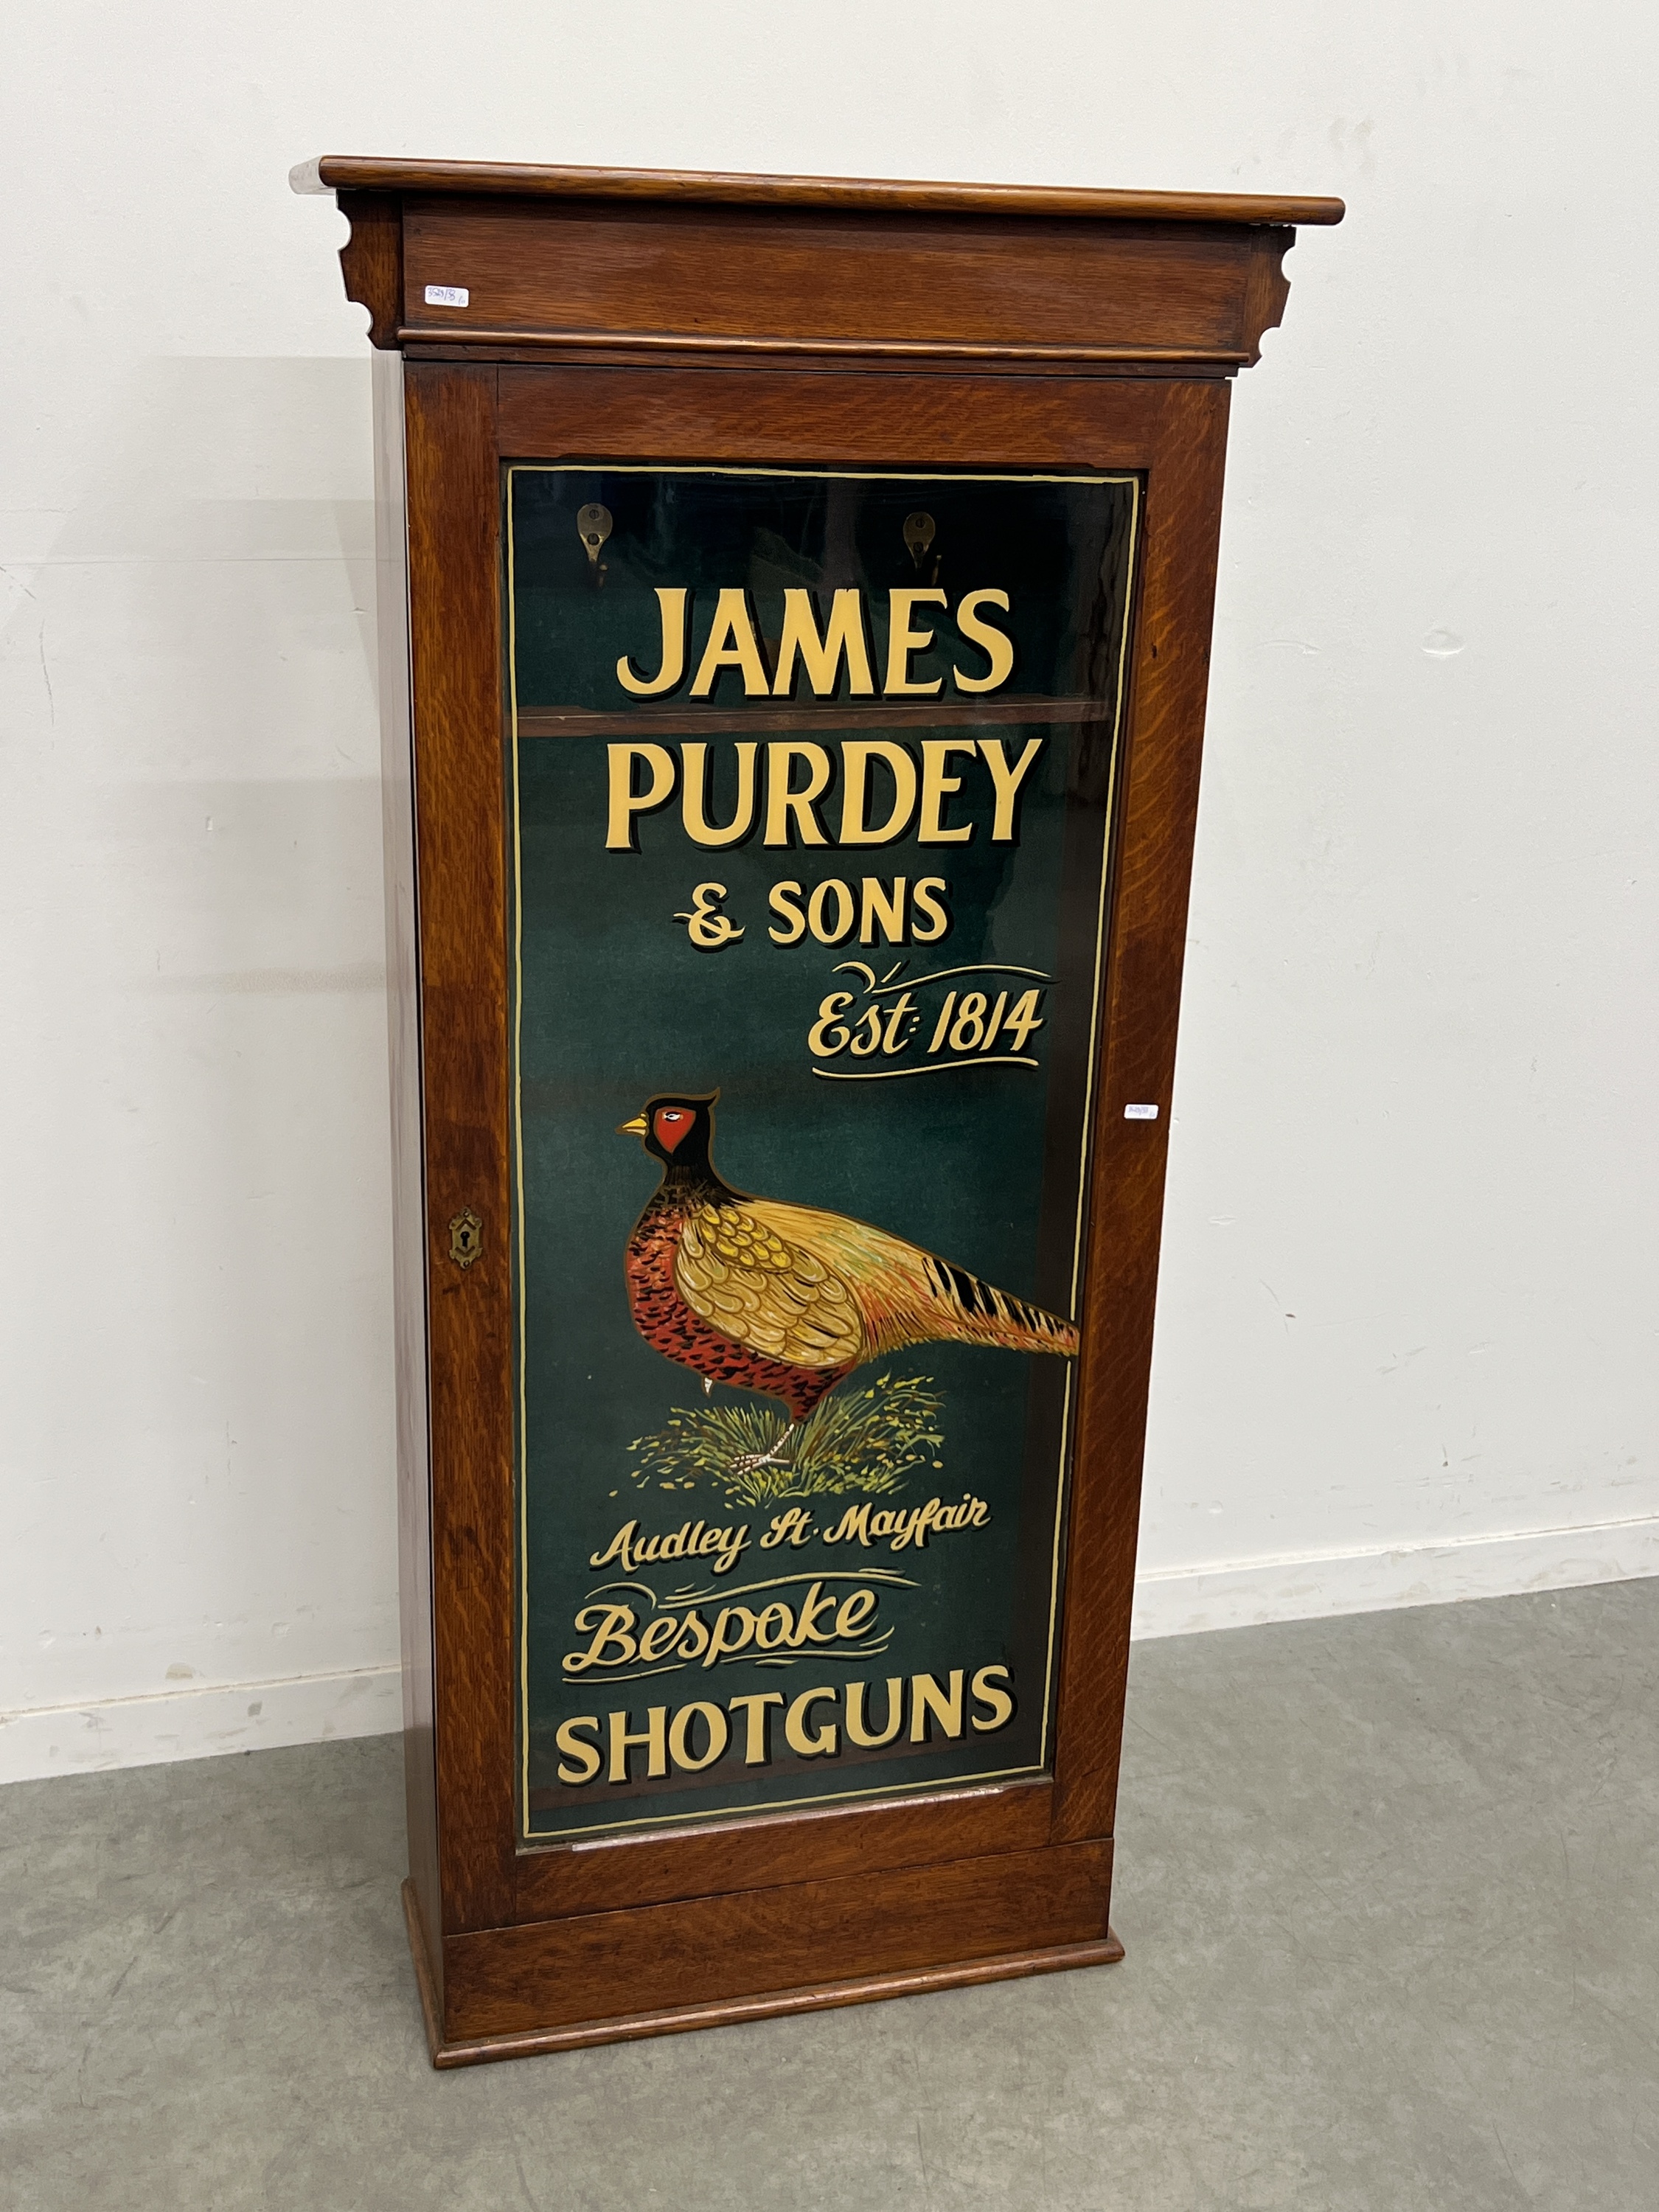 JAMES
PURDEY
& SONS
Est: 1814
Audley St. Mayfair
Bespoke
SHOTGUNS